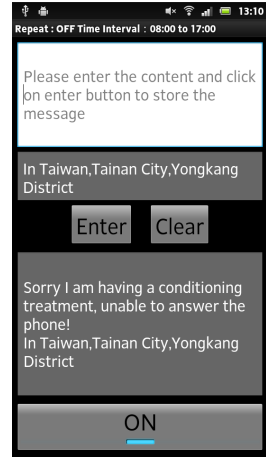 13:10
Repeat : OFF Time Interval : 08:00 to 17:00
Please enter the content and click
on enter button to store the
message
In Taiwan,Tainan City,Yongkang
District
Enter Clear
Sorry I am having a conditioning
treatment, unable to answer the
phone!
In Taiwan,Tainan City,Yongkang
District
ON